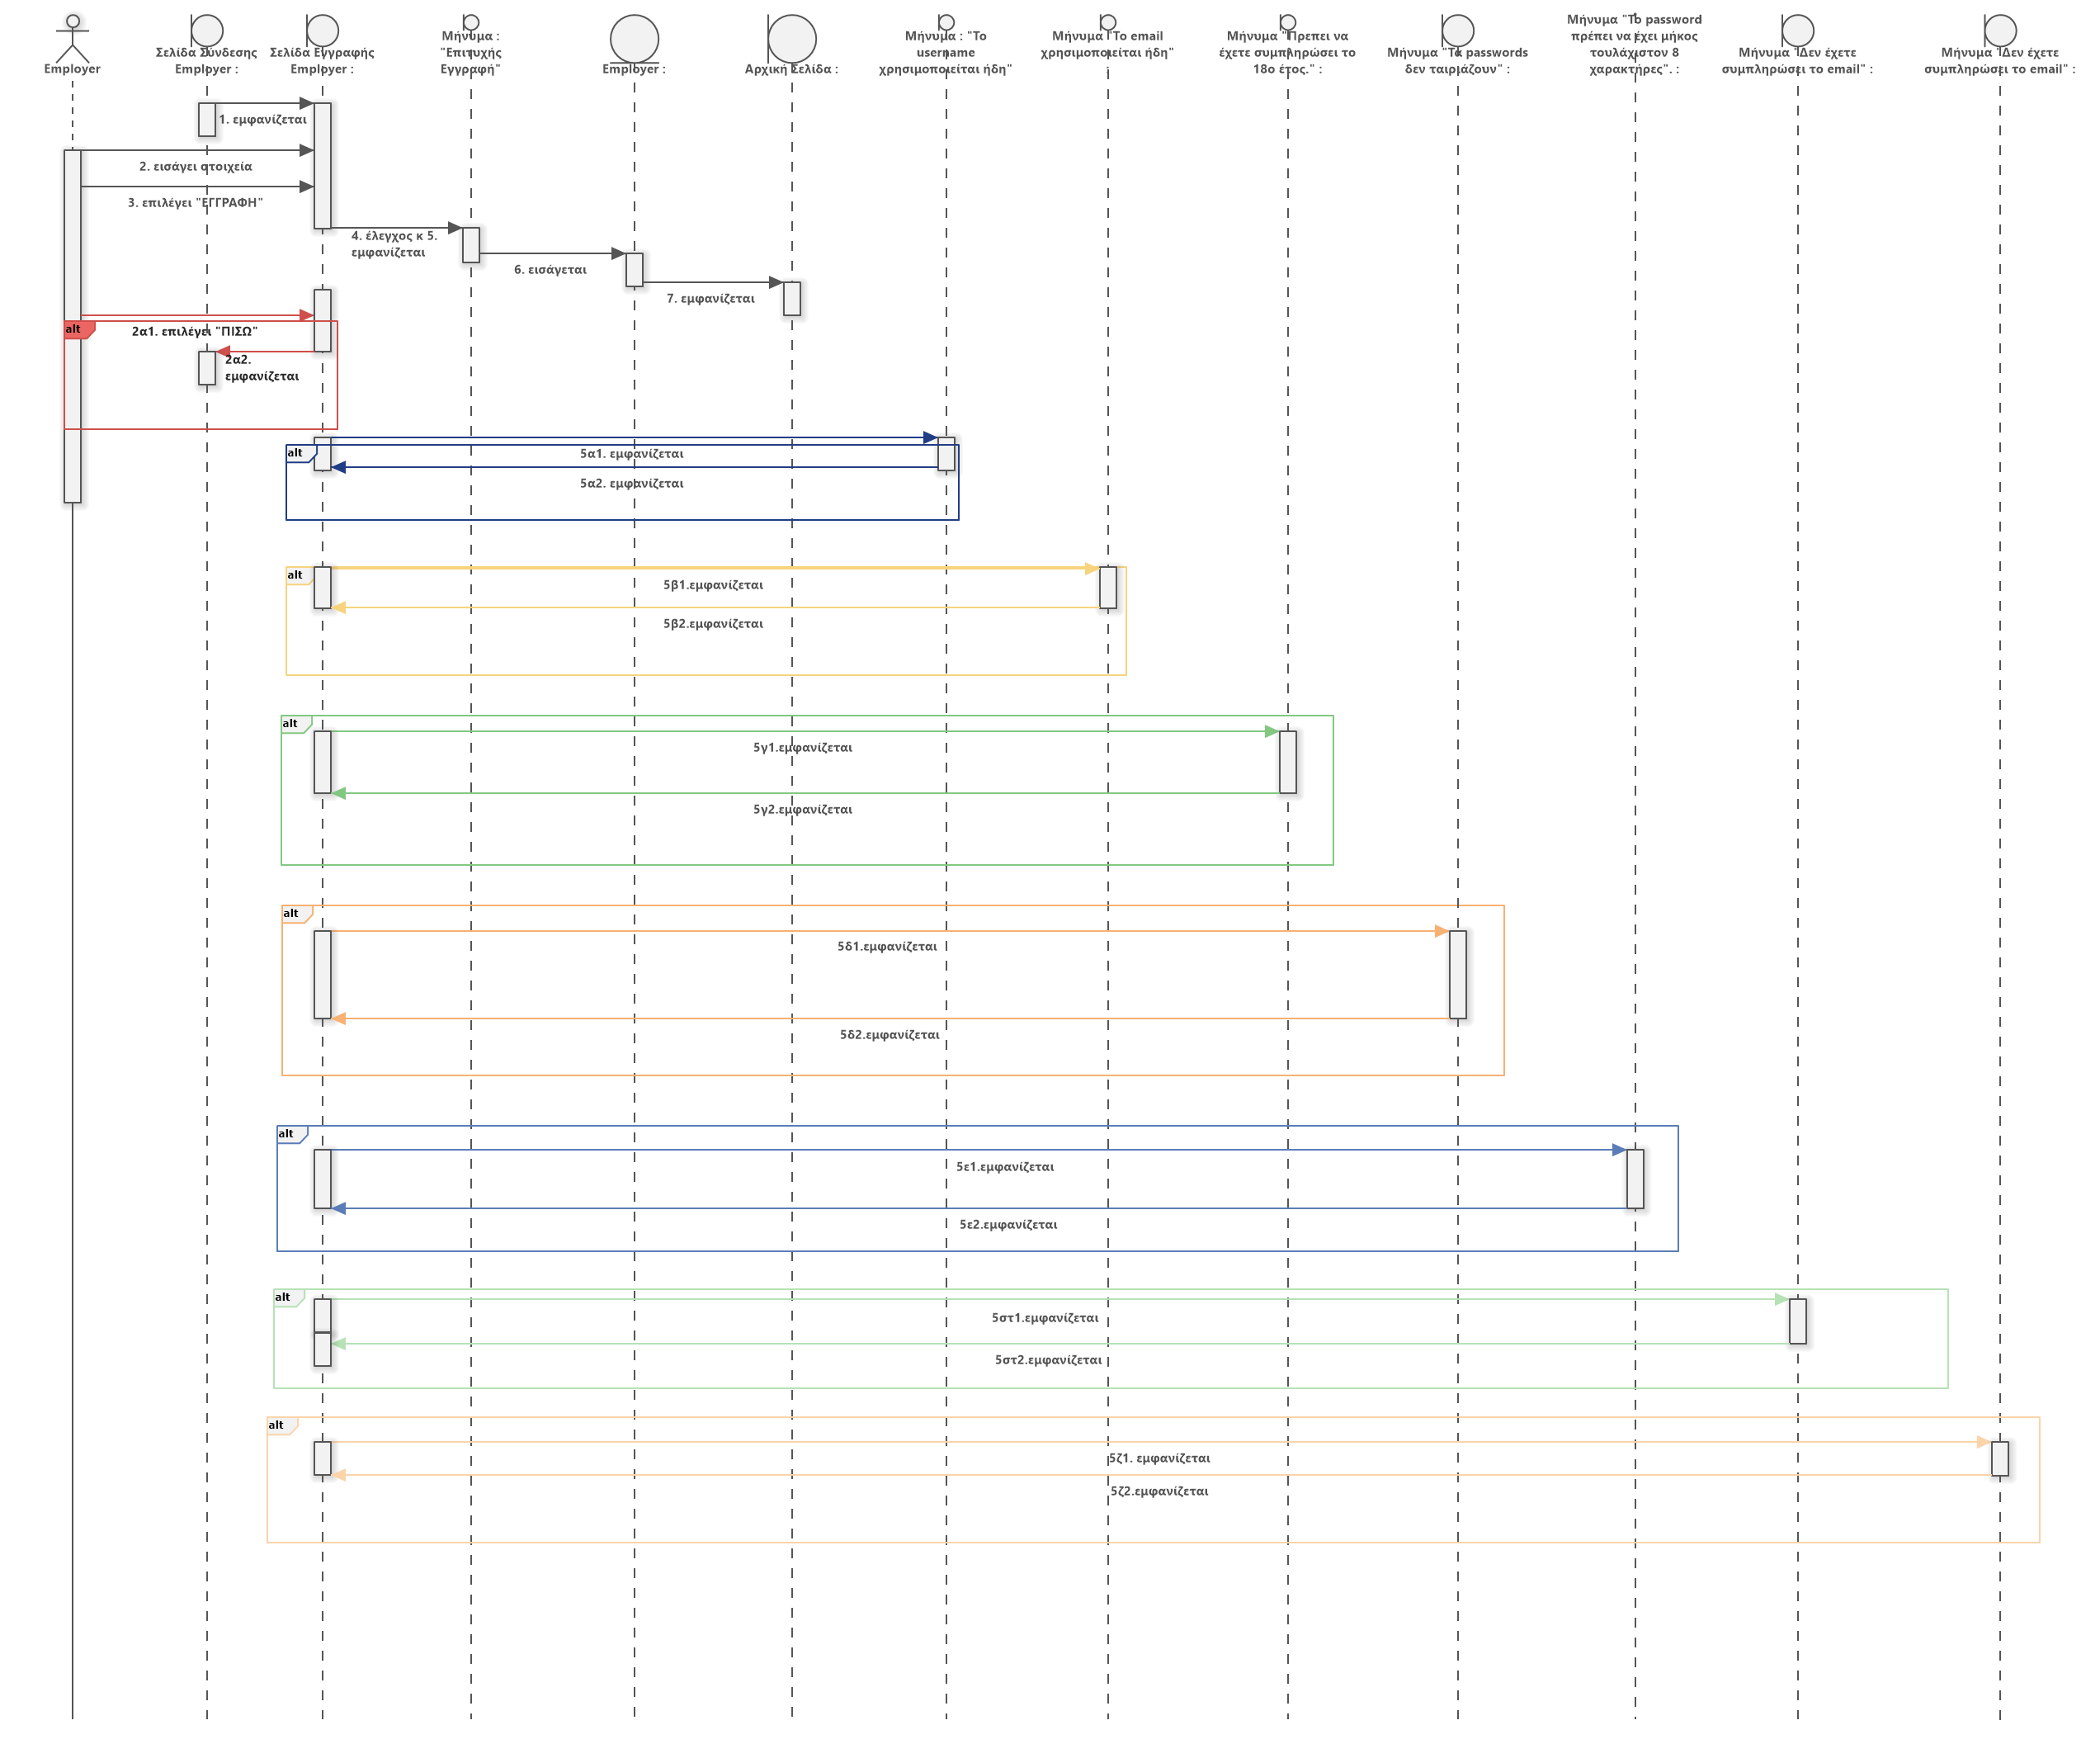 Employer
Σελίδα Σύνδεσης
Employer :
Σελίδα Εγγραφής
Employer :
Μήνυμα :
"Επιτυχής
Εγγραφή"
Employer :
Αρχική Σελίδα :
Μήνυμα : "Το
username
χρησιμοποιείται ήδη"
Μήνυμα "Το email
χρησιμοποιείται ήδη"
:
Μήνυμα "Πρεπει να
έχετε συμπληρώσει το
18ο έτος." :
Μήνυμα "Τα passwords
δεν ταιριάζουν" :
Μήνυμα "Το password
πρέπει να έχει μήκος
τουλάχιστον 8
χαρακτήρες". :
Μήνυμα "Δεν έχετε
συμπληρώσει το email" :
Μήνυμα "Δεν έχετε
συμπληρώσει το email" :
1. εμφανίζεται
2. εισάγει στοιχεία
3. επιλέγει "ΕΓΓΡΑΦΗ"
4. έλεγχος κ 5.
εμφανίζεται
6. εισάγεται
7. εμφανίζεται
alt
2α1. επιλέγει "ΠΙΣΩ"
2α2.
εμφανίζεται
alt
5α1. εμφανίζεται
5α2. εμφανίζεται
alt
5β1.εμφανίζεται
5β2.εμφανίζεται
alt
5γ1.εμφανίζεται
5γ2.εμφανίζεται
alt
5δ1.εμφανίζεται
5δ2.εμφανίζεται
alt
5ε1.εμφανίζεται
5ε2.εμφανίζεται
alt
5στ1.εμφανίζεται
5στ2.εμφανίζεται
alt
5ζ1. εμφανίζεται
5ζ2.εμφανίζεται